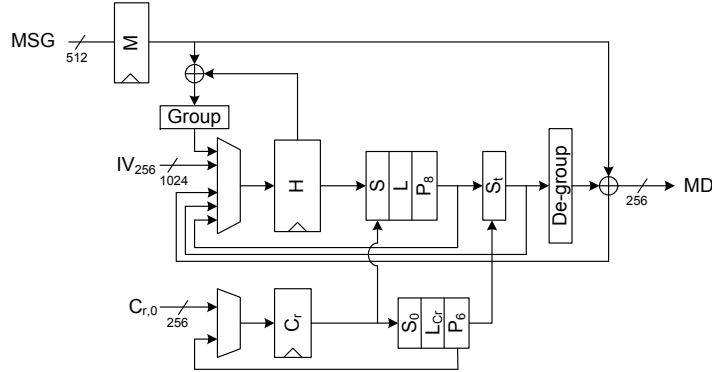 MSG
512
M
Group
IV256
1024
H
S
L
P8
St
De-group
MD
256
Cr,0
256
Cr
S0
LCr
P6